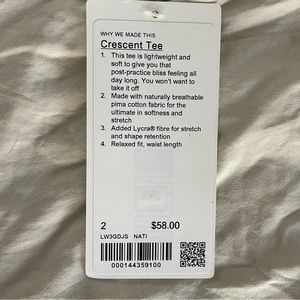 WHY WE MADE THIS
Crescent Tee
1. This tee is lightweight and
soft to give you that
post-practice bliss feeling all
day long. You won't want to
take it off
2. Made with naturally breathable
pima cotton fabric for the
ultimate in softness and
stretch
3. Added Lycra® fibre for stretch
and shape retention
4. Relaxed fit, waist length
2 $58.00
LW3GDJS NATI
000144359100